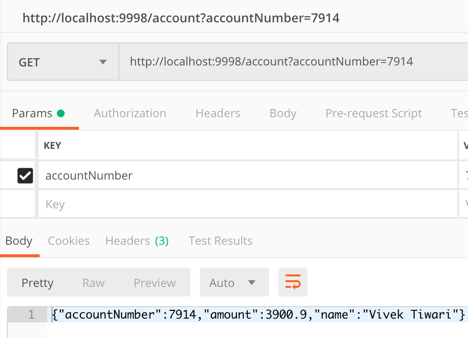 http://localhost:9998/account?accountNumber=7914
GET http://localhost:9998/account?accountNumber=7914
Params Authorization Headers Body Pre-request Script
KEY
accountNumber
Key
Body Cookies Headers (3) Test Results
Pretty Raw Preview Auto
1 {"accountNumber":7914,"amount":3900.9,"name":"Vivek Tiwari"}